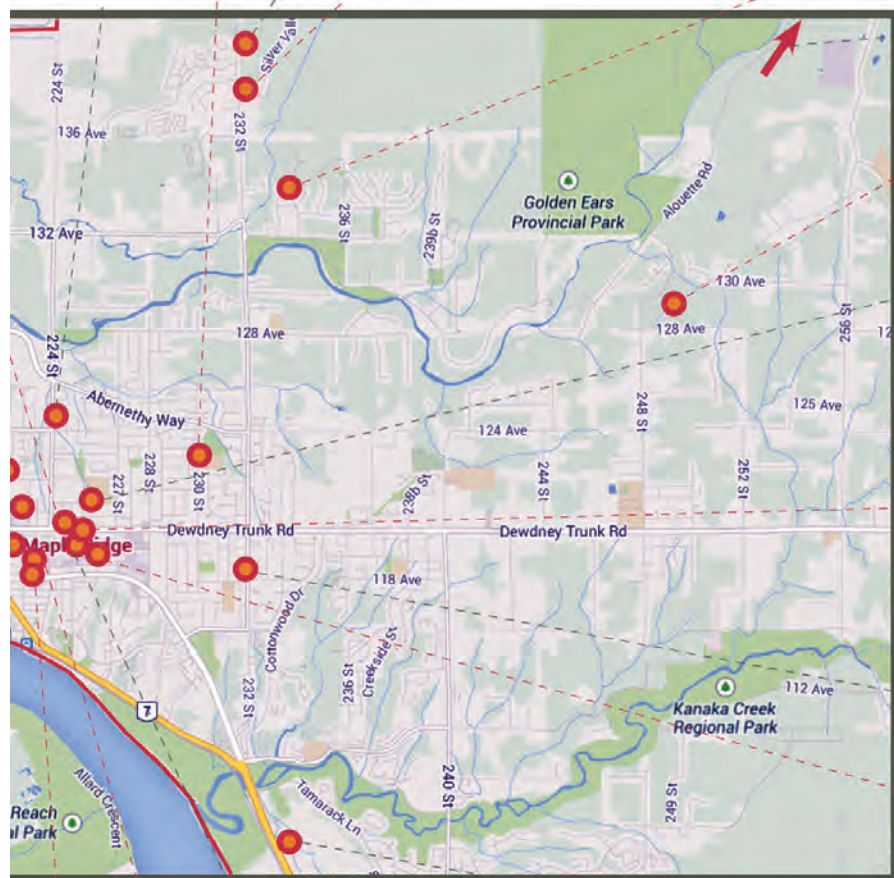 Silver Vall
224 St
136 Ave
232 St
Golden Ears
Provincial Park
Alouette Rd
236 St
239b St
132 Ave
130 Ave
128 Ave
128 Ave
256 St
12
224 St
Abernethy Way
248 St
125 Ave
124 Ave
228 St
227 St
230 St
238b St
244 St
252 St
Dewdney Trunk Rd
Dewdney Trunk Rd
Maple Ridge
118 Ave
Cottonwood Dr
Creekside St
236 St
232 St
112 Ave
Kanaka Creek
Regional Park
7
240 St
249 St
Allard Crescent
Tamarack Ln
Reach
al Park